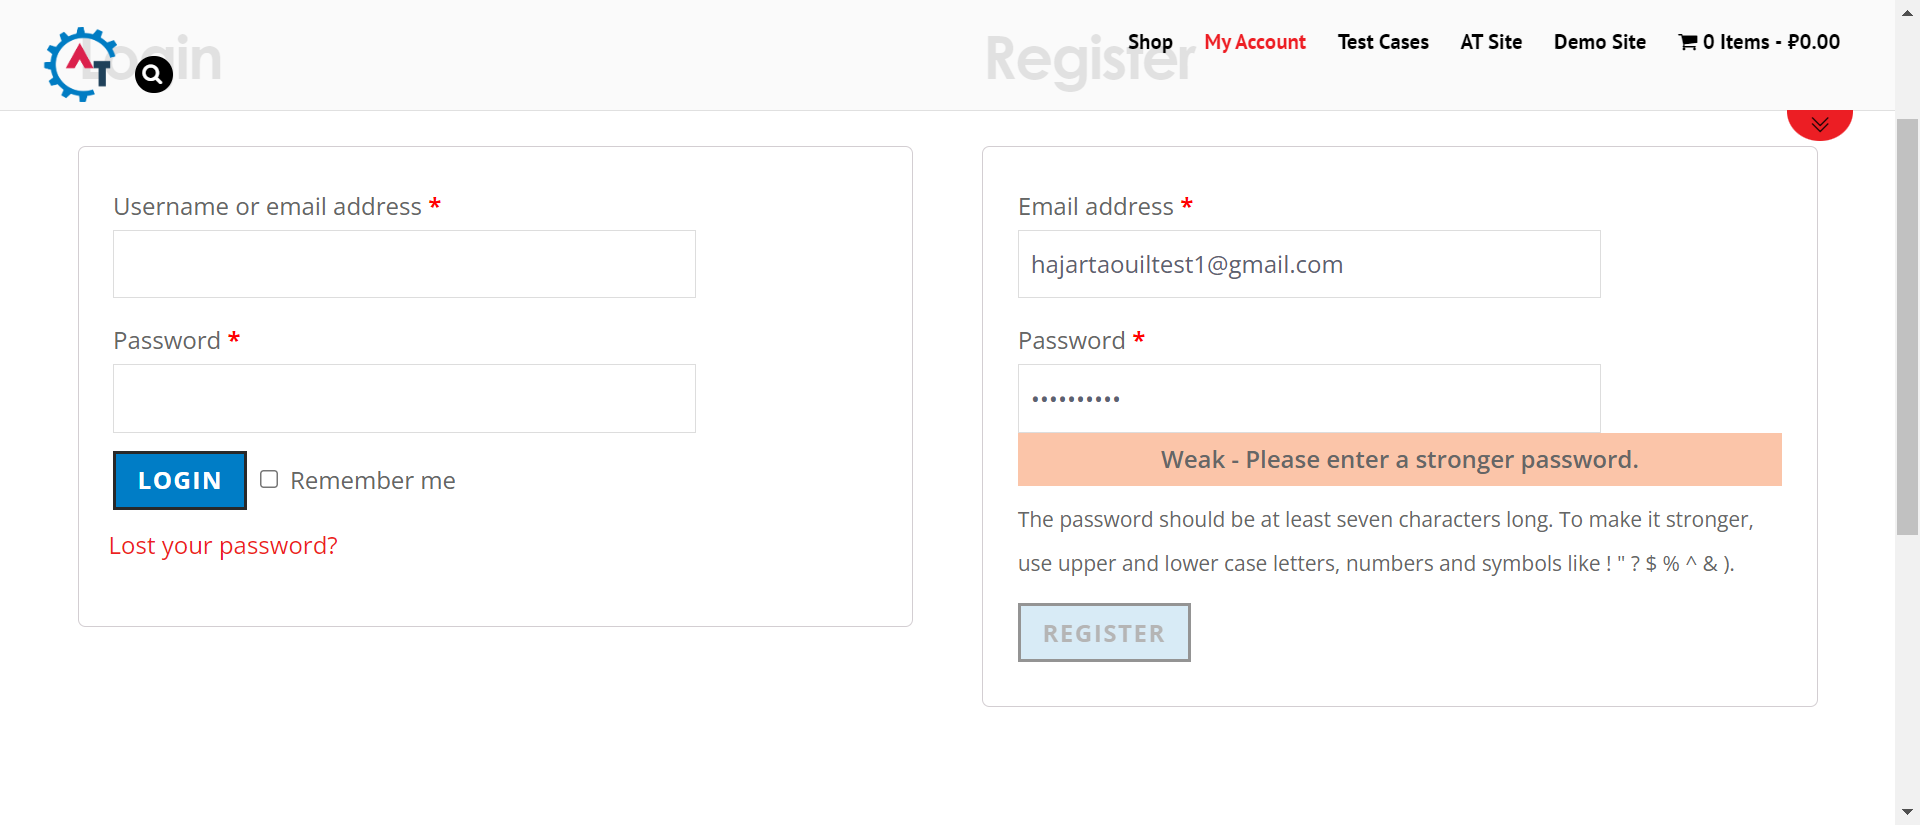 Login
Register
AT
Shop My Account Test Cases AT Site Demo Site 0 Items - ₽0.00
Username or email address *
Password *
LOGIN Remember me
Lost your password?
Email address *
hajartaouiltest1@gmail.com
Password *
••••••••••
Weak - Please enter a stronger password.
The password should be at least seven characters long. To make it stronger,
use upper and lower case letters, numbers and symbols like ! " ? $ % ^ & ).
REGISTER